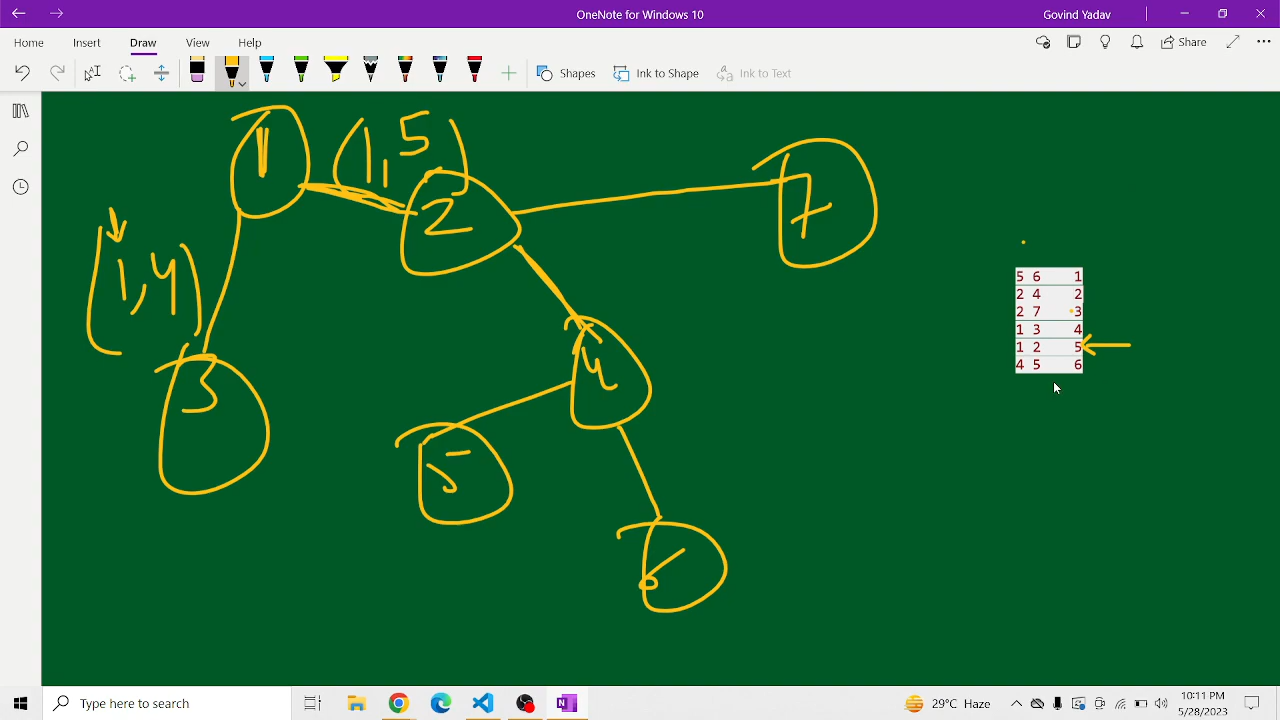 OneNote for Windows 10
Govind Yadav
Home Insert Draw View Help
Share
Shapes
Ink to Shape
Ink to Text
1
(1,5)
2
7
(1,4)
3
4
5
6
5 6 1
2 4 2
2 7 3
1 3 4
1 2 5
4 5 6
Type here to search
29°C Haze
10:11 PM
5/28/2023